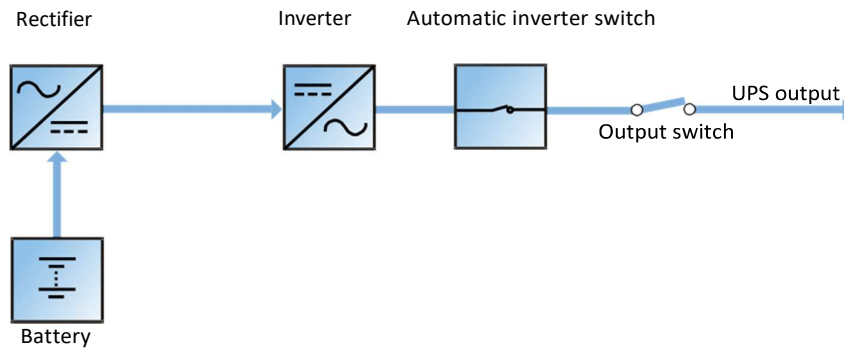 Rectifier
Inverter
Automatic inverter switch
UPS output
Output switch
Battery